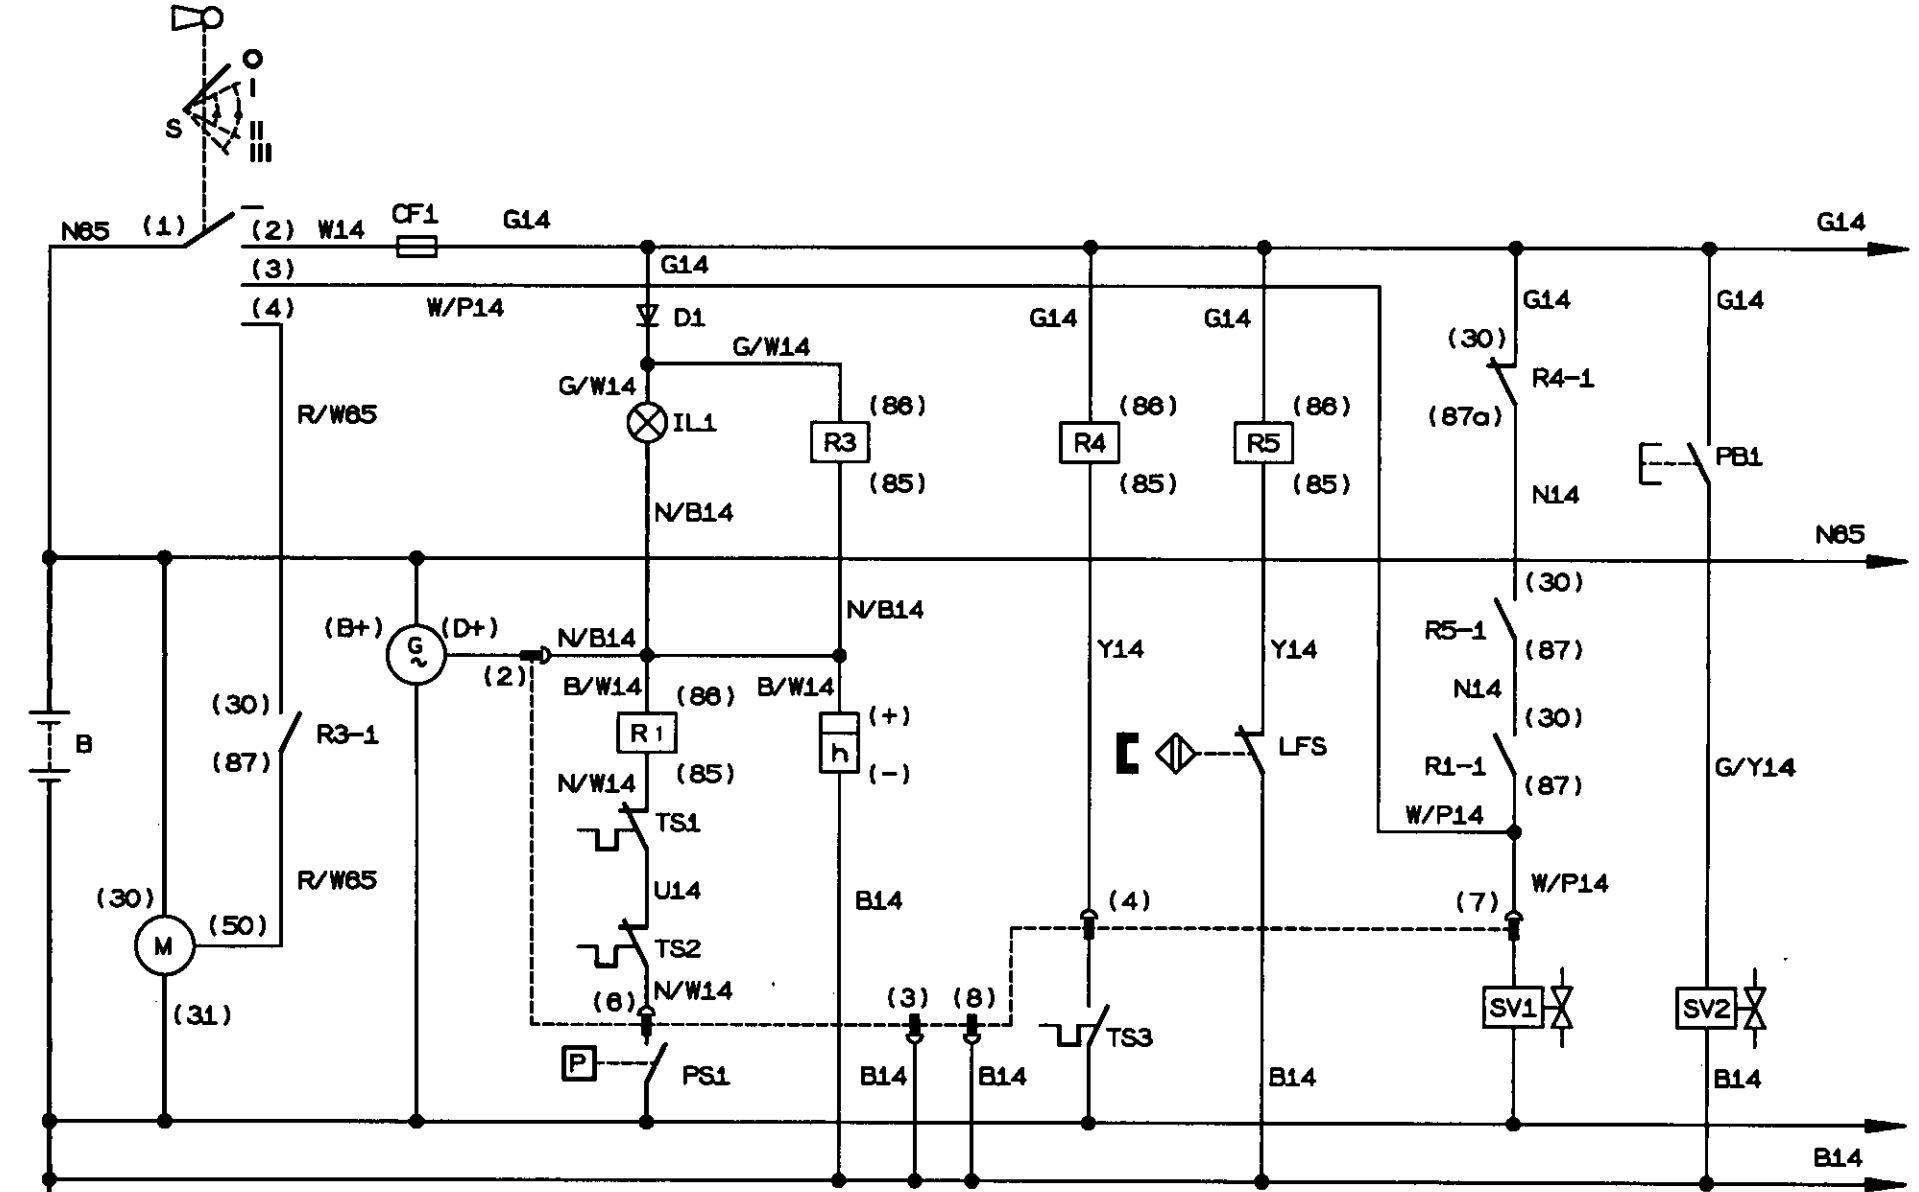 O
I
S
II
III
N65 (1) (2) W14 CF1 G14 G14
(3) G14
(4) W/P14 D1 G14 G14 G14 G14
G/W14 (30)
G/W14 R4-1
R/W65 IL1 (86) (86) (86) (87a)
R3 R4 R5 PB1
(85) (85) (85) N14
N/B14
N65
(30)
N/B14
(B+) G (D+) N/B14 R5-1
(2) Y14 Y14 (87)
B/W14 (86) B/W14 N14
(30) (+) (30)
B R3-1 R1 h LFS
(87) (85) (-) R1-1 G/Y14
N/W14 (87)
TS1 W/P14
R/W65 U14 W/P14
(30) B14 (4) (7)
(50)
M TS2
N/W14
(31) (6) (3) (8) SV1 SV2
TS3
P PS1 B14 B14 B14 B14
B14